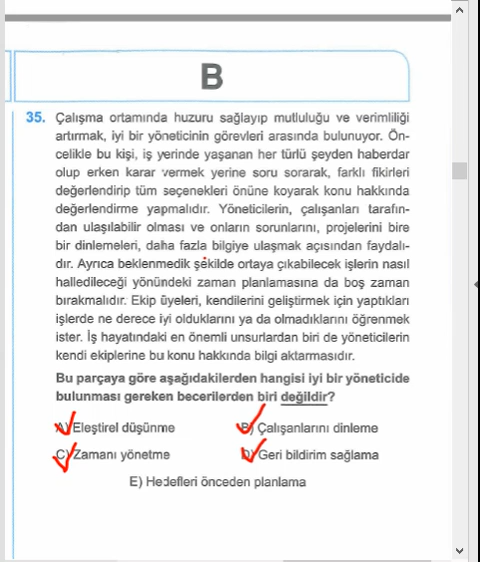 B
35. Çalışma ortamında huzuru sağlayıp mutluluğu ve verimliliği
artırmak, iyi bir yöneticinin görevleri arasında bulunuyor. Ön-
celikle bu kişi, iş yerinde yaşanan her türlü şeyden haberdar
olup erken karar vermek yerine soru sorarak, farklı fikirleri
değerlendirip tüm seçenekleri önüne koyarak konu hakkında
değerlendirme yapmalıdır. Yöneticilerin, çalışanları tarafın-
dan ulaşılabilir olması ve onların sorunlarını, projelerini bire
bir dinlemeleri, daha fazla bilgiye ulaşmak açısından faydalı-
dır. Ayrıca beklenmedik şekilde ortaya çıkabilecek işlerin nasıl
halledileceği yönündeki zaman planlamasına da boş zaman
bırakmalıdır. Ekip üyeleri, kendilerini geliştirmek için yaptıkları
işlerde ne derece iyi olduklarını ya da olmadıklarını öğrenmek
ister. İş hayatındaki en önemli unsurlardan biri de yöneticilerin
kendi ekiplerine bu konu hakkında bilgi aktarmasıdır.
Bu parçaya göre aşağıdakilerden hangisi iyi bir yöneticide
bulunması gereken becerilerden biri değildir?
A) Eleştirel düşünme B) Çalışanlarını dinleme
C) Zamanı yönetme D) Geri bildirim sağlama
E) Hedefleri önceden planlama